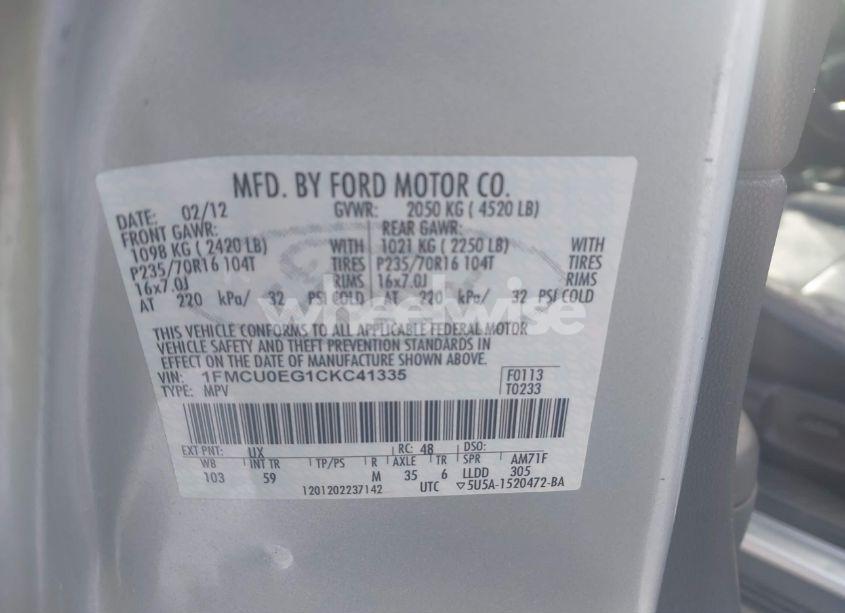 MFD. BY FORD MOTOR CO.
DATE: 02/12 GVWR: 2050 KG ( 4520 LB)
FRONT GAWR: REAR GAWR:
1098 KG ( 2420 LB) WITH 1021 KG ( 2250 LB) WITH
P235/70R16 104T TIRES P235/70R16 104T TIRES
16x7.0J RIMS 16x7.0J RIMS
AT 220 kPa/ 32 PSI COLD AT 220 kPa/ 32 PSI COLD
wheelwise
THIS VEHICLE CONFORMS TO ALL APPLICABLE FEDERAL MOTOR
VEHICLE SAFETY AND THEFT PREVENTION STANDARDS IN
EFFECT ON THE DATE OF MANUFACTURE SHOWN ABOVE.
VIN: 1FMCU0EG1CKC41335 F0113
TYPE: MPV T0233
EXT PNT: UX RC: 48 DSO:
WB INT TR TP/PS R AXLE TR SPR AM71F
103 59 M 35 6 LLDD 305
1201202237142 UTC ▽5U5A-1520472-BA